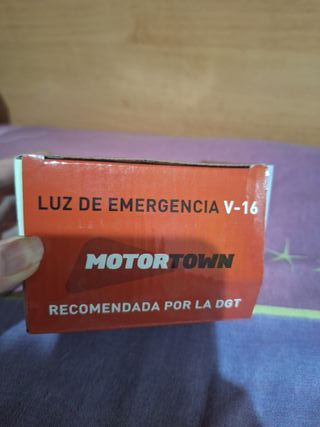 LUZ DE EMERGENCIA V-16
MOTORTOWN
RECOMENDADA POR LA DGT